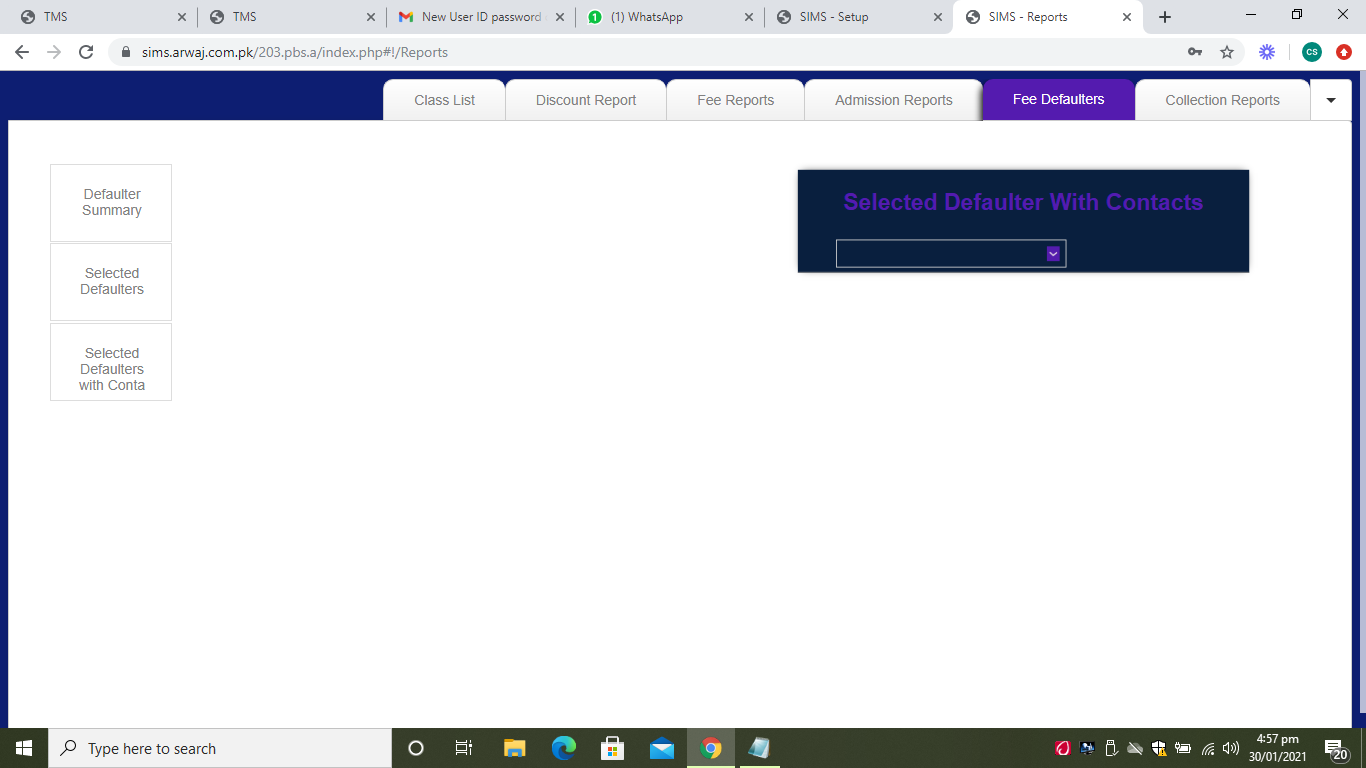 TMS
TMS
New User ID password
(1) WhatsApp
SIMS - Setup
SIMS - Reports
sims.arwaj.com.pk/203.pbs.a/index.php#!/Reports
CS
Class List
Discount Report
Fee Reports
Admission Reports
Fee Defaulters
Collection Reports
Defaulter
Summary
Selected
Defaulters
Selected
Defaulters
with Conta
Selected Defaulter With Contacts
Type here to search
4:57 pm
30/01/2021
20